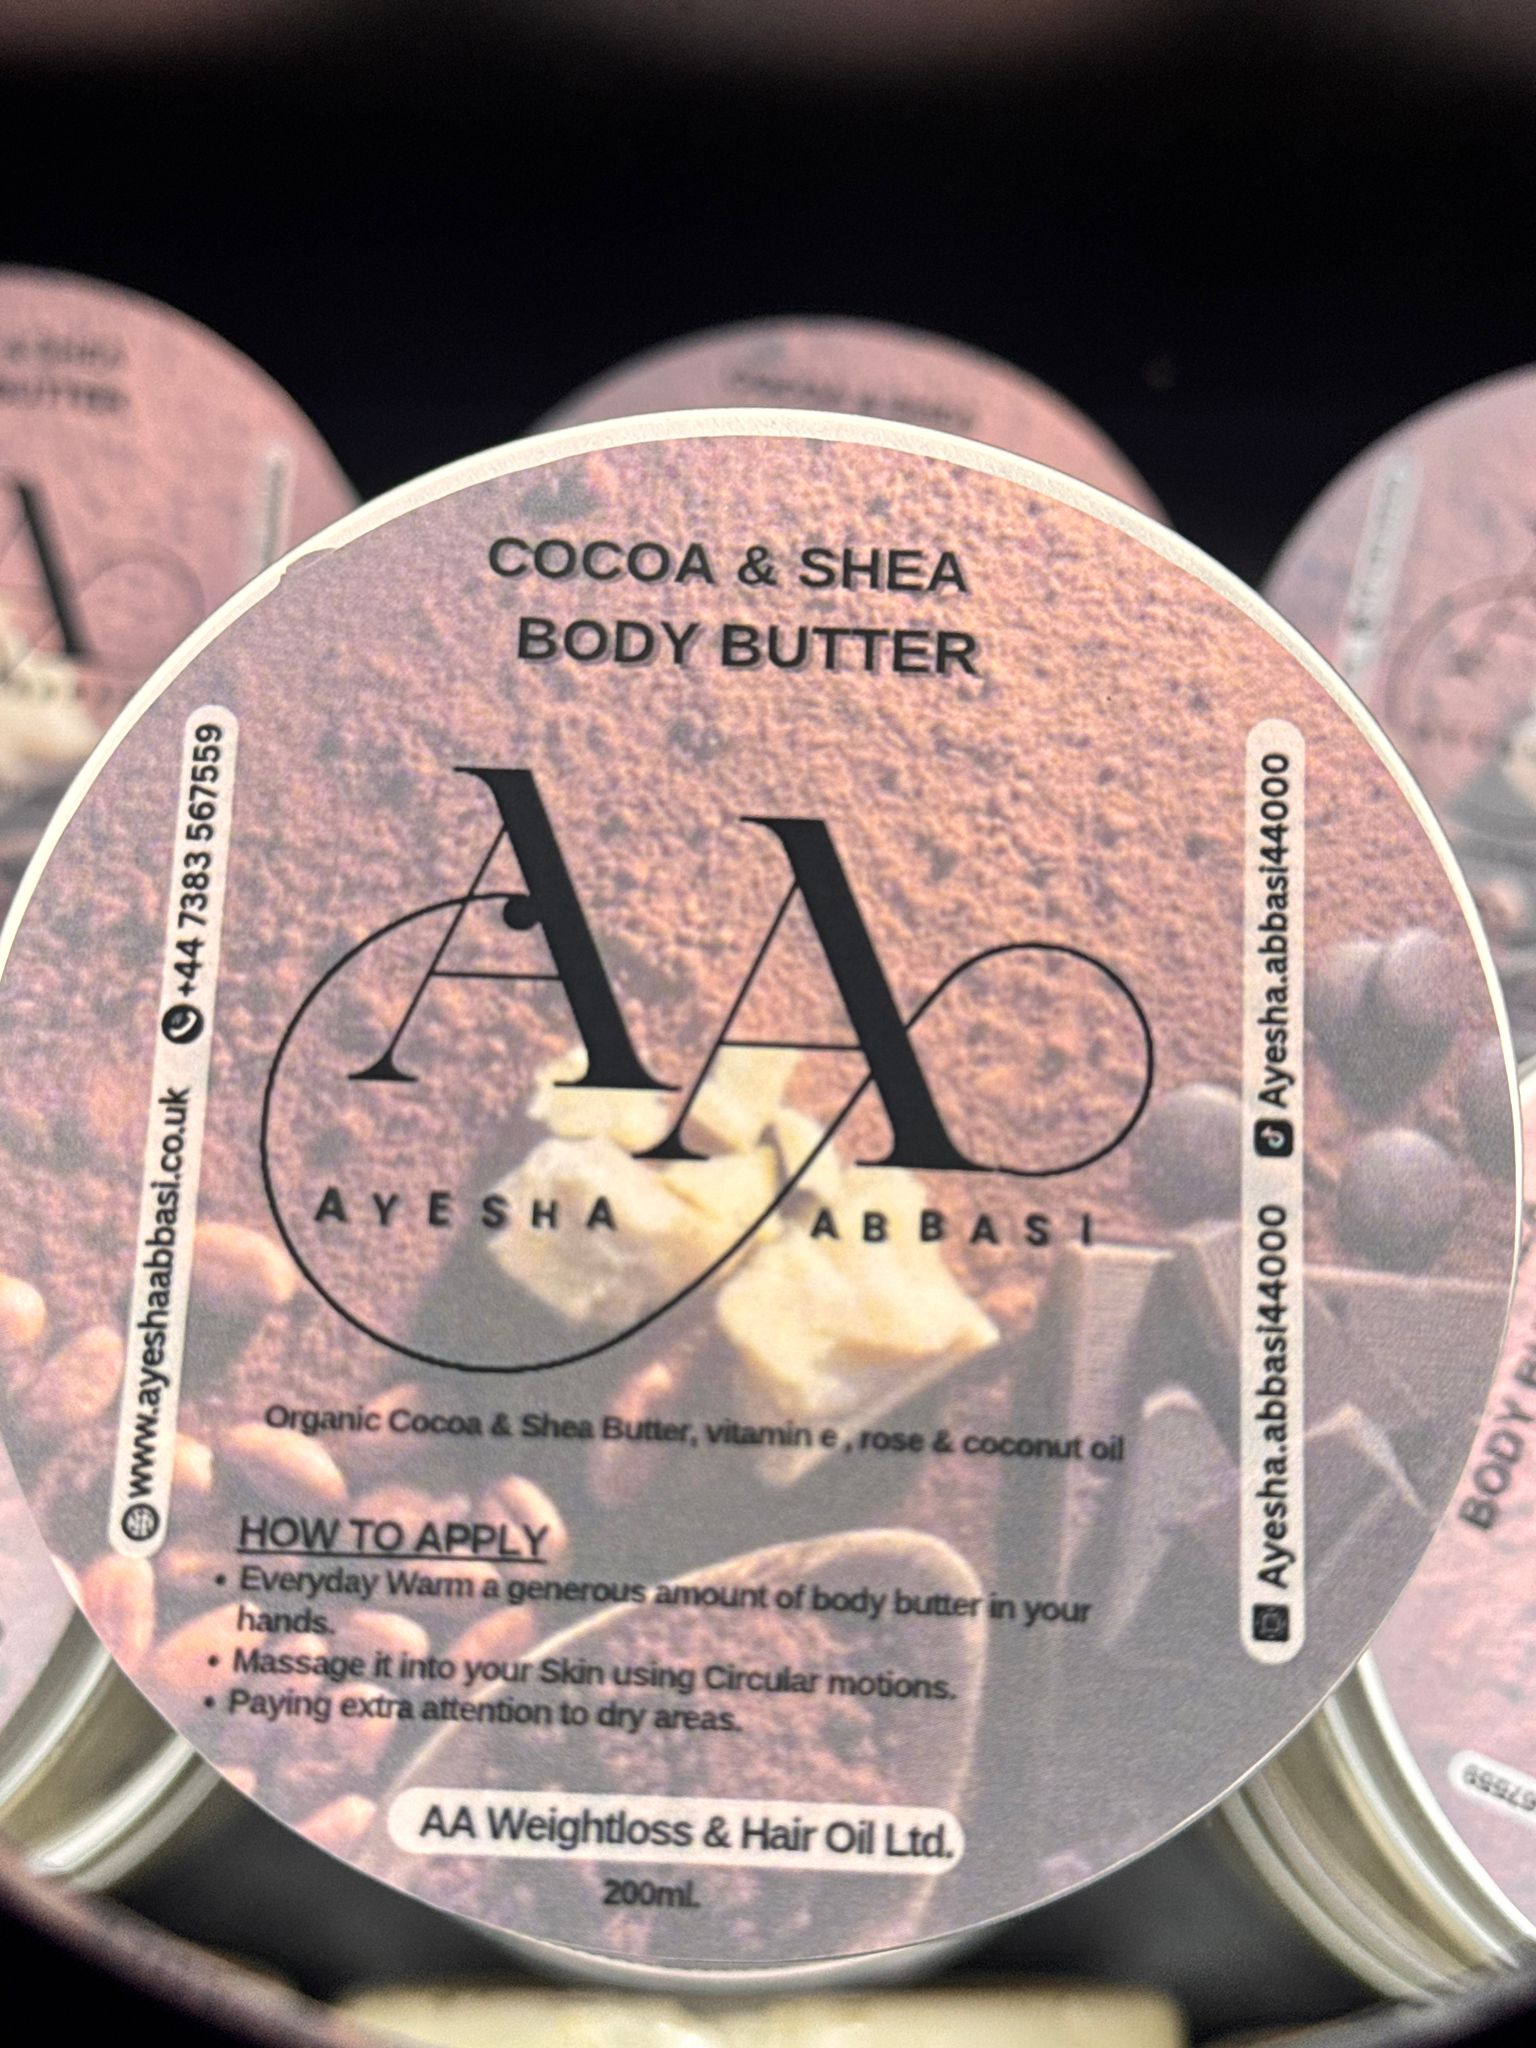 COCOA & SHEA
BODY BUTTER
+44 7383 567559
www.ayeshaabbasi.co.uk
Ayesha.abbasi44000
Ayesha.abbasi44000
AA
AYESHA ABBASI
Organic Cocoa & Shea Butter, vitamin e , rose & coconut oil
HOW TO APPLY
• Everyday Warm a generous amount of body butter in your
hands.
• Massage it into your Skin using Circular motions.
• Paying extra attention to dry areas.
AA Weightloss & Hair Oil Ltd.
200ml.
BUTTER
A
BODY
67559